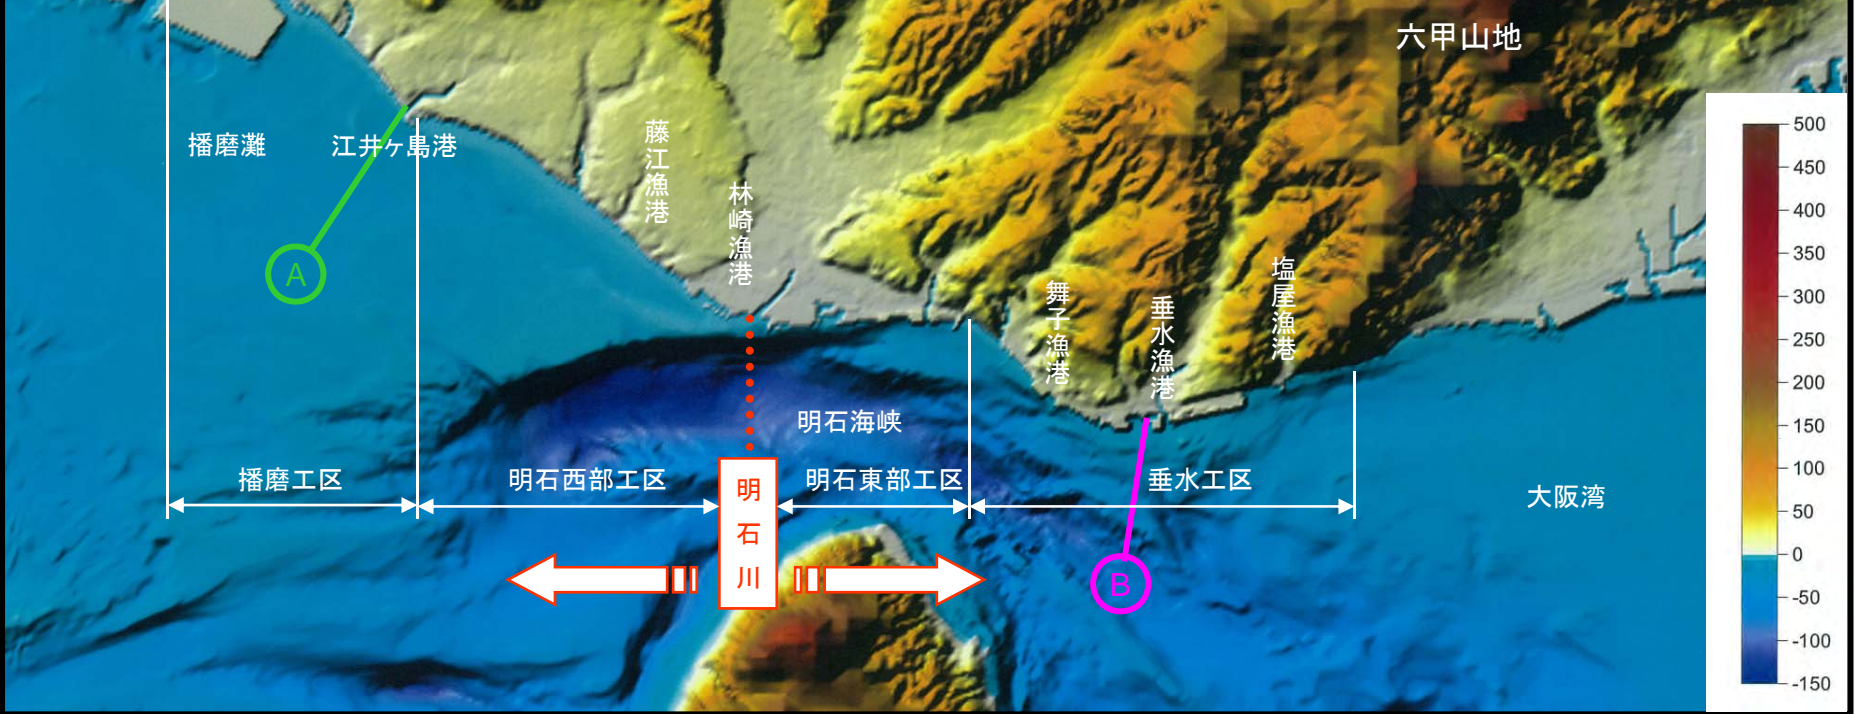 六甲山地
播磨灘
江井ヶ島港
藤江漁港
林崎漁港
舞子漁港
垂水漁港
塩屋漁港
A
明石海峡
播磨工区
明石西部工区
明石川
明石東部工区
垂水工区
大阪湾
B
500
450
400
350
300
250
200
150
100
50
0
-50
-100
-150